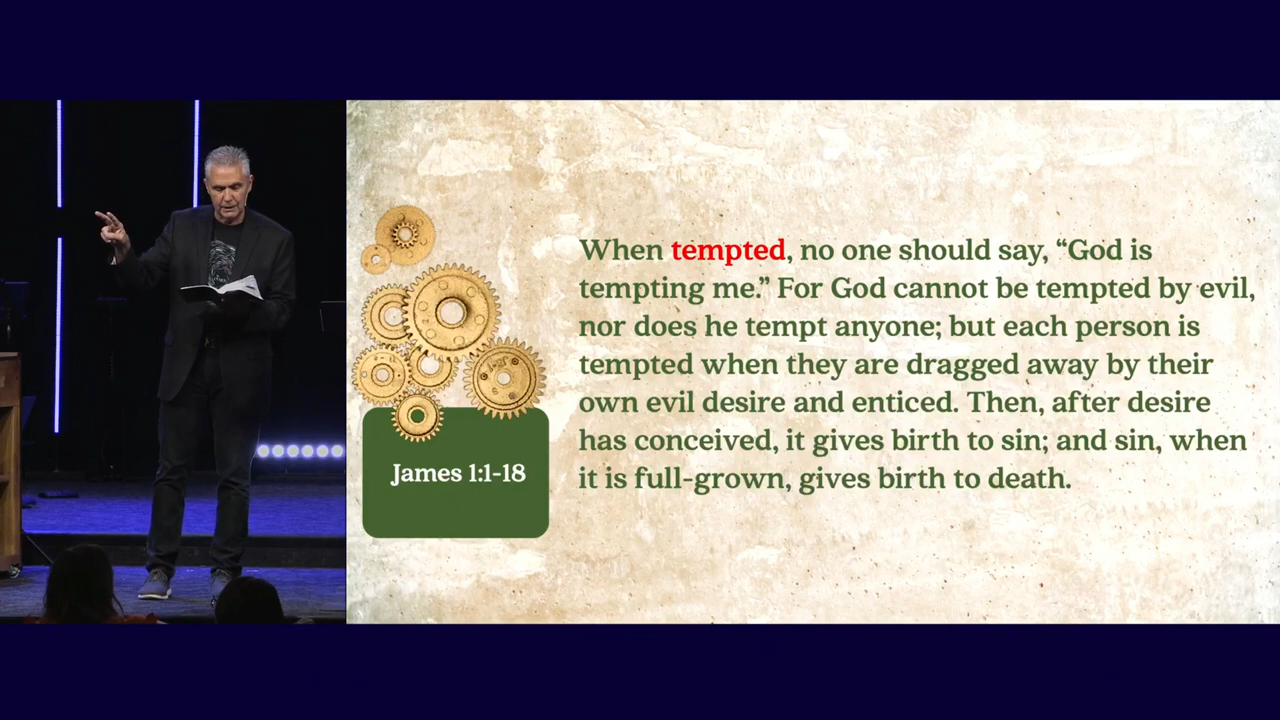 When tempted, no one should say, “God is
tempting me.” For God cannot be tempted by evil,
nor does he tempt anyone; but each person is
tempted when they are dragged away by their
own evil desire and enticed. Then, after desire
has conceived, it gives birth to sin; and sin, when
it is full-grown, gives birth to death.
James 1:1-18